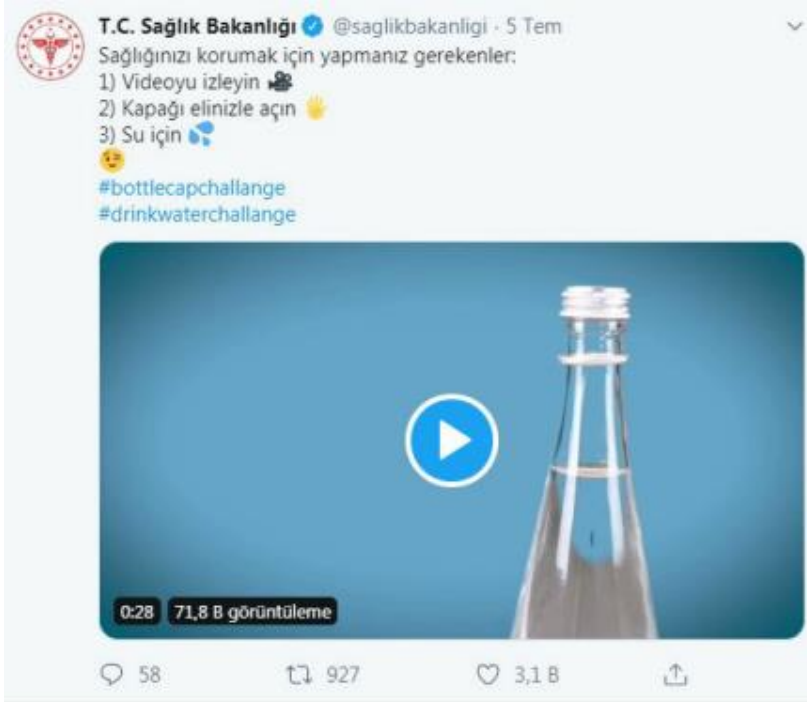 T.C. Sağlık Bakanlığı @saglikbakanligi · 5 Tem
Sağlığınızı korumak için yapmanız gerekenler:
1) Videoyu izleyin 🎥
2) Kapağı elinizle açın 🖐
3) Su için 💦
😉
#bottlecapchallange
#drinkwaterchallange
0:28 71,8 B görüntüleme
58 927 3,1 B